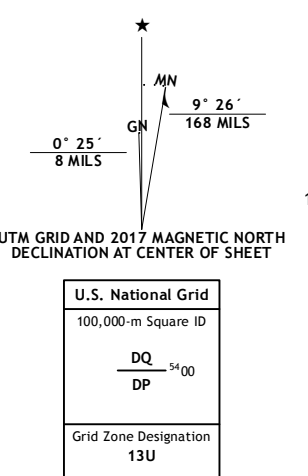 ★
MN
GN
9° 26´
168 MILS
0° 25´
8 MILS
1
UTM GRID AND 2017 MAGNETIC NORTH
DECLINATION AT CENTER OF SHEET
U.S. National Grid
100,000-m Square ID
DQ
5400
DP
Grid Zone Designation
13U